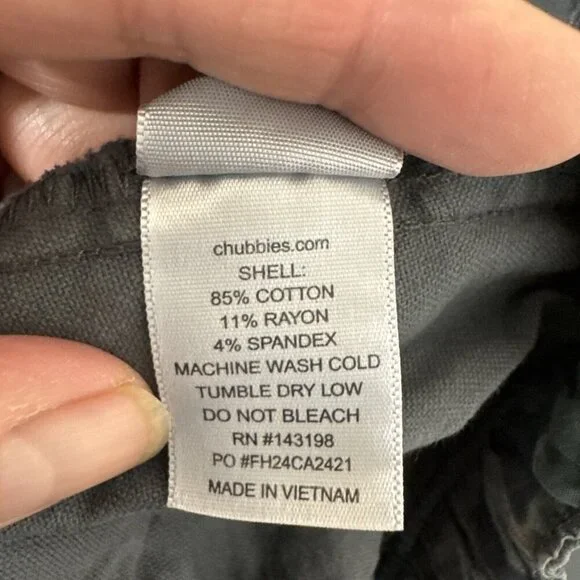 chubbies.com
SHELL:
85% COTTON
11% RAYON
4% SPANDEX
MACHINE WASH COLD
TUMBLE DRY LOW
DO NOT BLEACH
RN #143198
PO #FH24CA2421
MADE IN VIETNAM